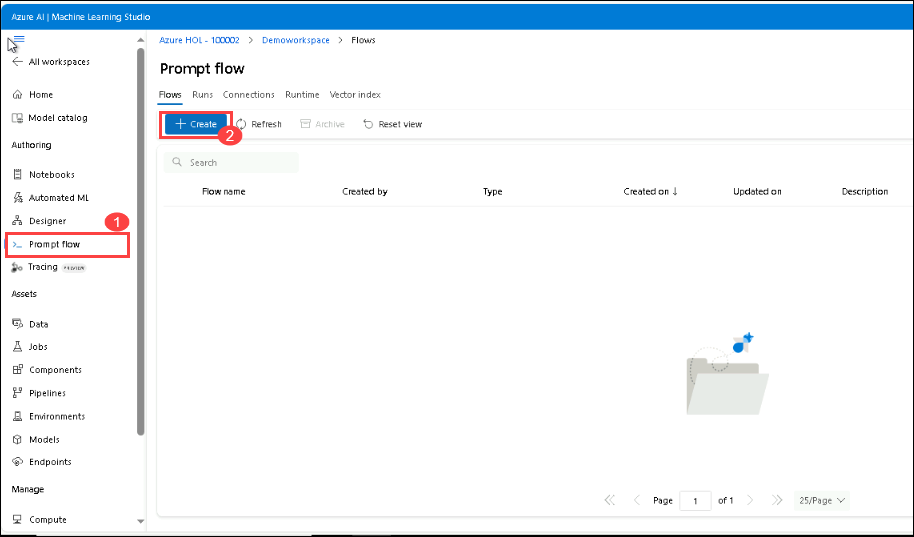 Azure AI | Machine Learning Studio
Azure HOL - 100002 > Demoworkspace > Flows
All workspaces
Home
Model catalog
Authoring
Notebooks
Automated ML
Designer
1
Prompt flow
Tracing PREVIEW
Assets
Data
Jobs
Components
Pipelines
Environments
Models
Endpoints
Manage
Compute
Prompt flow
Flows Runs Connections Runtime Vector index
+ Create Refresh Archive Reset view
2
Search
Flow name Created by Type Created on ↓ Updated on Description
Page 1 of 1 25/Page